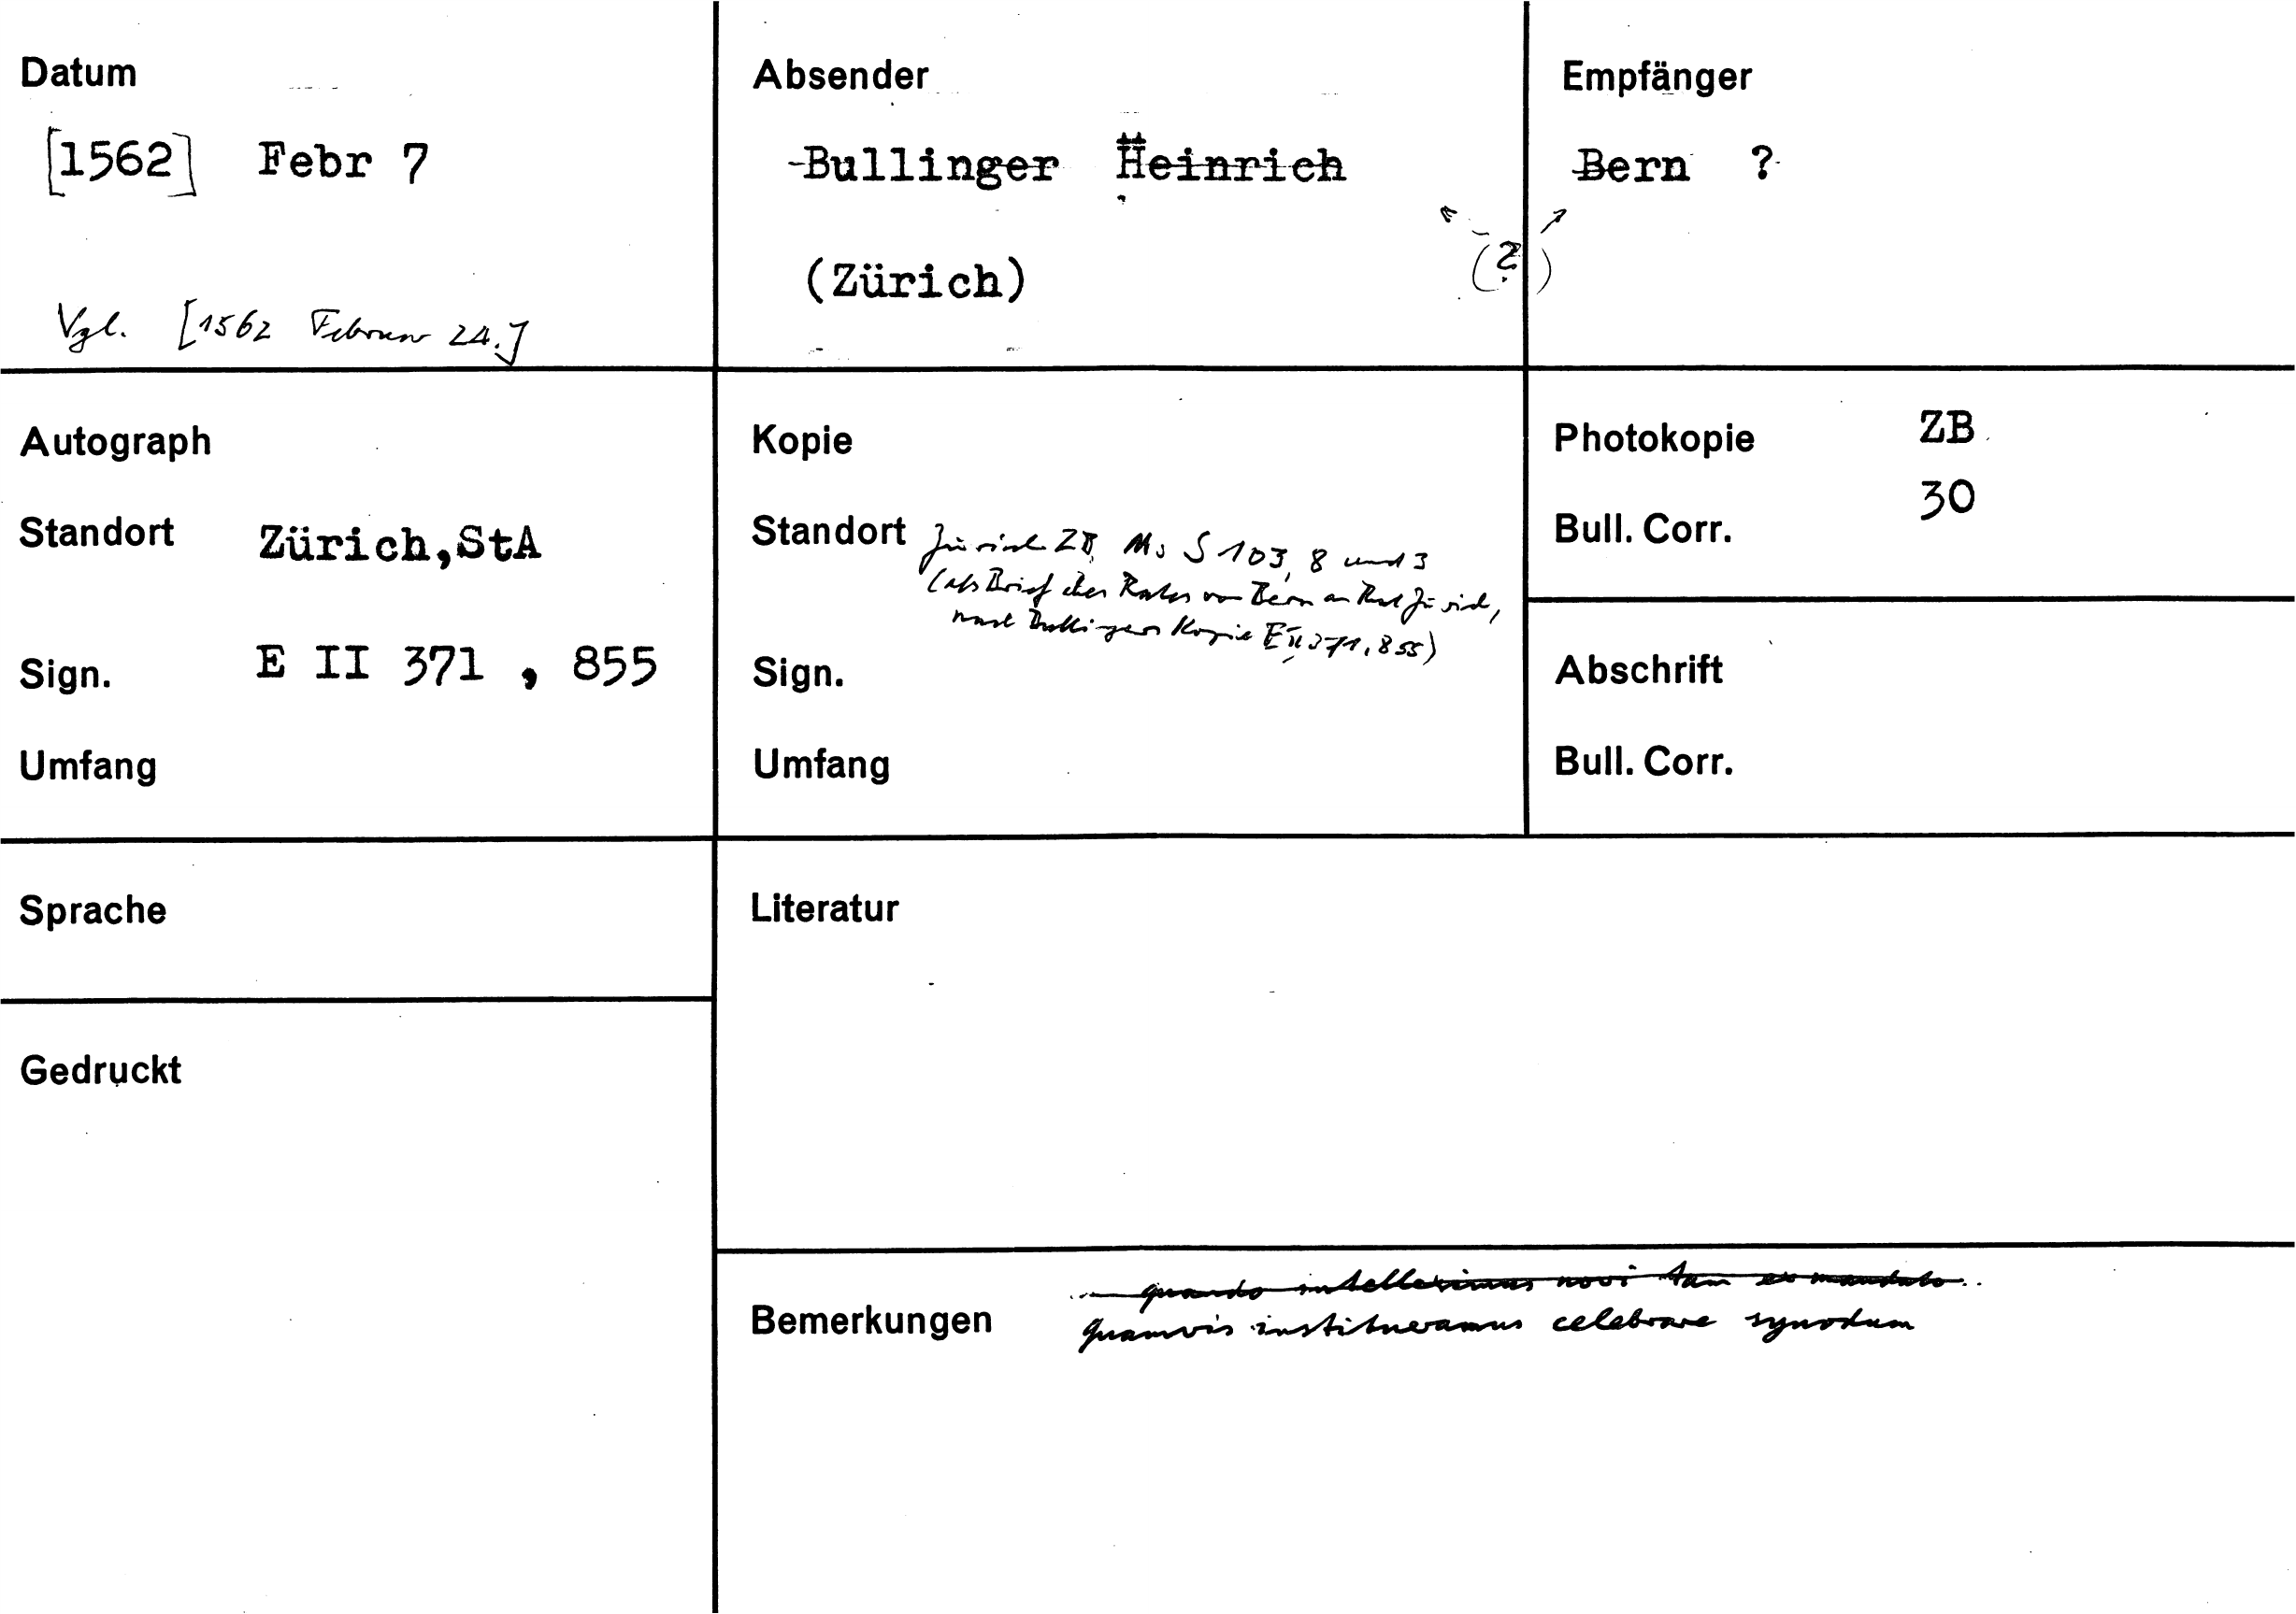 Datum
[1562] Febr 7
Vgl. [1562 Februar 24.]
Absender
Bullinger Heinrich
(Zürich)
(?)
Empfänger
Bern ?
Autograph
Standort Zürich,StA
Sign. E II 371 , 855
Umfang
Kopie
Standort Zürich ZB, Ms S 103, 8 und 3
(als Brief des Rates von Bern an Rat Zürich,
nach Bullingers Kopie E II 371, 855)
Sign.
Umfang
Photokopie ZB
Bull. Corr. 30
Abschrift
Bull. Corr.
Sprache
Gedruckt
Literatur
Bemerkungen
... quando intelleximus novi tam ex mandato ..
quamvis institueramus celebrare synodum